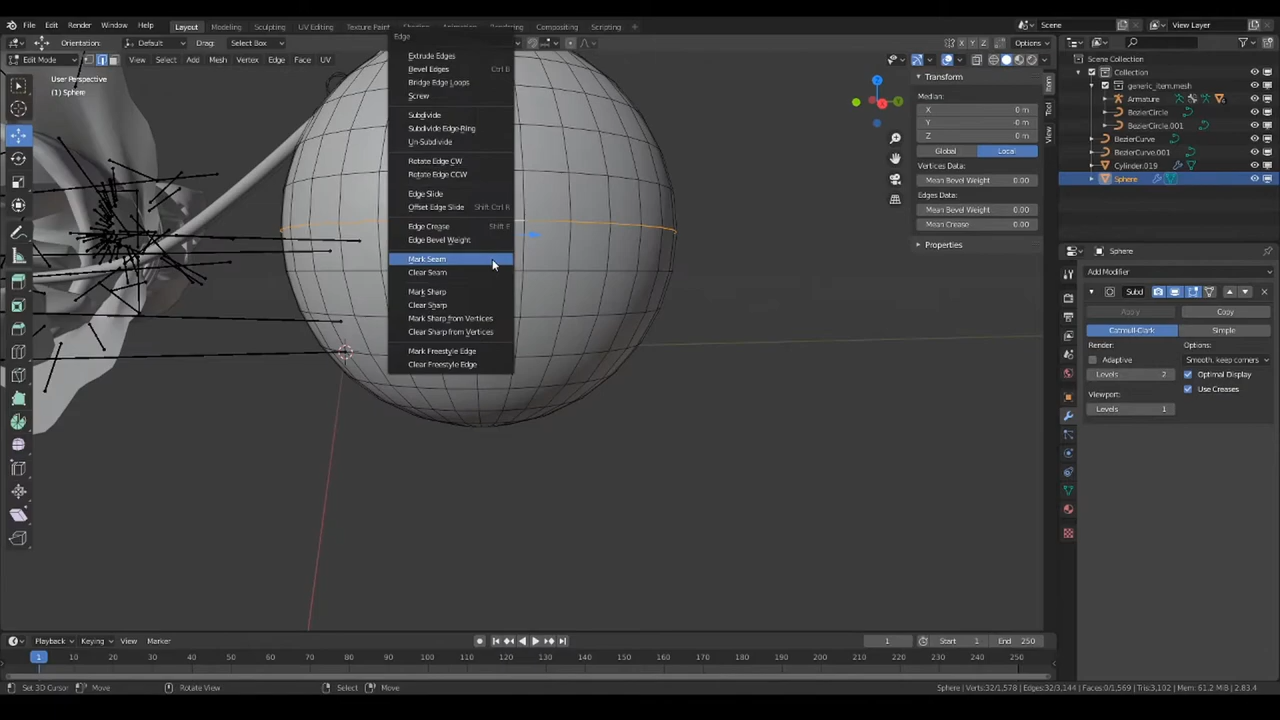 File Edit Render Window Help Layout Modeling Sculpting UV Editing Texture Paint Compositing Scripting Scene View Layer
Orientation: Default Drag: Select Box Edge Options
Edit Mode View Select Add Mesh Vertex Edge Face UV
User Perspective
(1) Sphere
Extrude Edges
Bevel Edges Ctrl B
Bridge Edge Loops
Screw
Subdivide
Subdivide Edge-Ring
Un-Subdivide
Rotate Edge CW
Rotate Edge CCW
Edge Slide
Offset Edge Slide Shift Ctrl R
Edge Crease Shift E
Edge Bevel Weight
Mark Seam
Clear Seam
Mark Sharp
Clear Sharp
Mark Sharp from Vertices
Clear Sharp from Vertices
Mark Freestyle Edge
Clear Freestyle Edge
Transform
Median:
X 0 m
Y -0 m
Z 0 m
Global Local
Vertices Data:
Mean Bevel Weight 0.00
Edges Data:
Mean Bevel Weight 0.00
Mean Crease 0.00
Properties
Item
Tool
View
Scene Collection
Collection
generic_item.mesh
Armature
BezierCircle
BezierCircle.001
BezierCurve
BezierCurve.001
Cylinder.019
Sphere
Sphere
Add Modifier
Subd
Apply Copy
Catmull-Clark Simple
Render: Options:
Adaptive Smooth, keep corners
Levels 2 Optimal Display
Viewport: Use Creases
Levels 1
Playback Keying View Marker 1 Start 1 End 250
1 10 20 30 40 50 60 70 80 90 100 110 120 130 140 150 160 170 180 190 200 210 220 230 240 250
Set 3D Cursor Move Rotate View Select Move Sphere | Verts:32/1,578 | Edges:32/3,144 | Faces:0/1,569 | Tris:3,102 | Mem: 61.2 MiB | 2.83.4